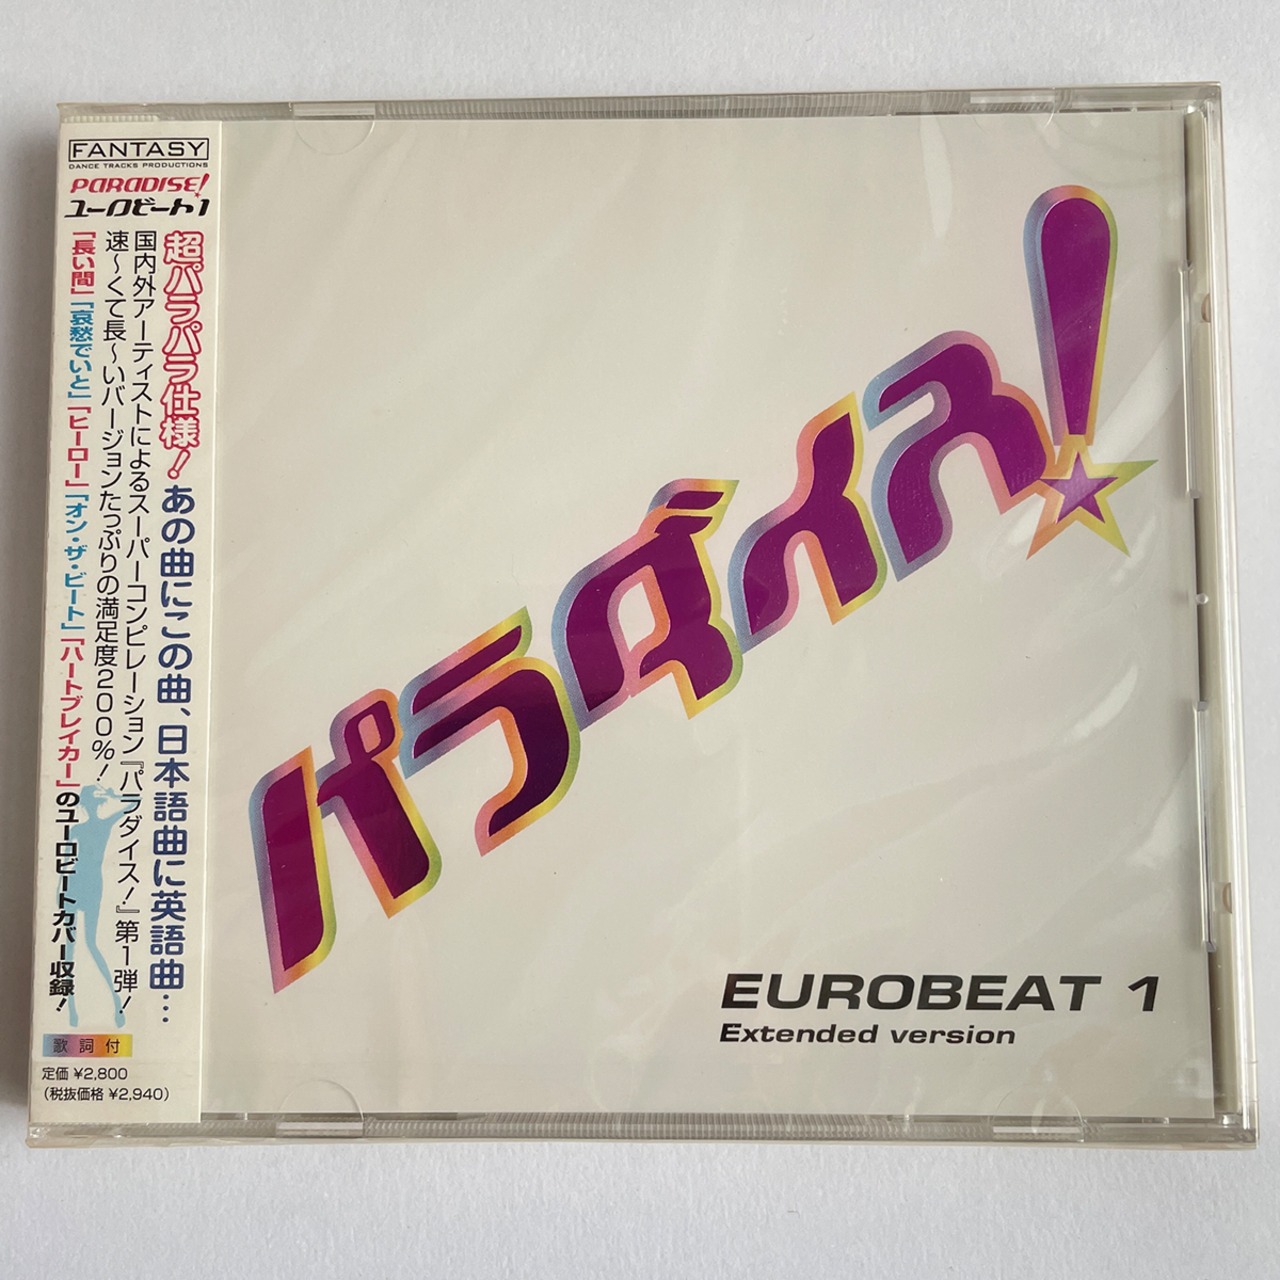 FANTASY
DANCE TRACKS PRODUCTIONS
PARADISE!
ユーロビート1
超パラパラ仕様!あの曲にこの曲、日本語曲に英語曲…
国内外アーティストによるスーパーコンピレーション『パラダイス!』第1弾!
速〜くて長〜いバージョンたっぷりの満足度200%!
「長い間」「哀愁でいと」「ヒーロー」「オン・ザ・ビート」「ハートブレイカー」のユーロビートカバー収録!
歌詞付
定価 ¥2,800
(税抜価格 ¥2,940)
パラダイス!
EUROBEAT 1
Extended version